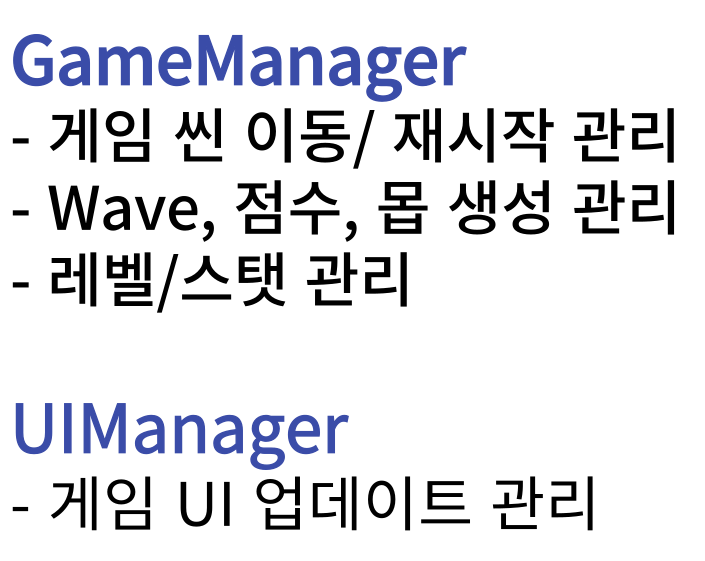 GameManager
- 게임 씬 이동/ 재시작 관리
- Wave, 점수, 몹 생성 관리
- 레벨/스탯 관리
UIManager
- 게임 UI 업데이트 관리